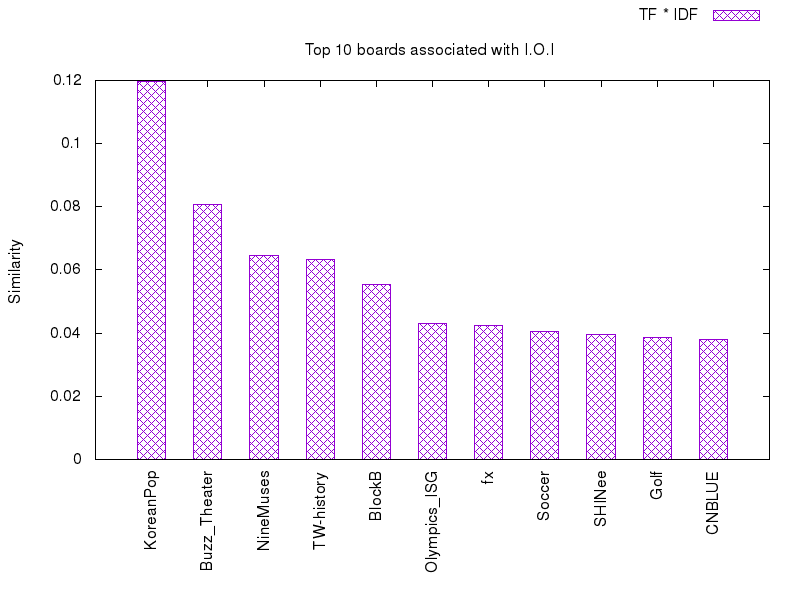 TF * IDF
Top 10 boards associated with I.O.I
Similarity
0.12
0.1
0.08
0.06
0.04
0.02
0
KoreanPop
Buzz_Theater
NineMuses
TW-history
BlockB
Olympics_ISG
fx
Soccer
SHINee
Golf
CNBLUE